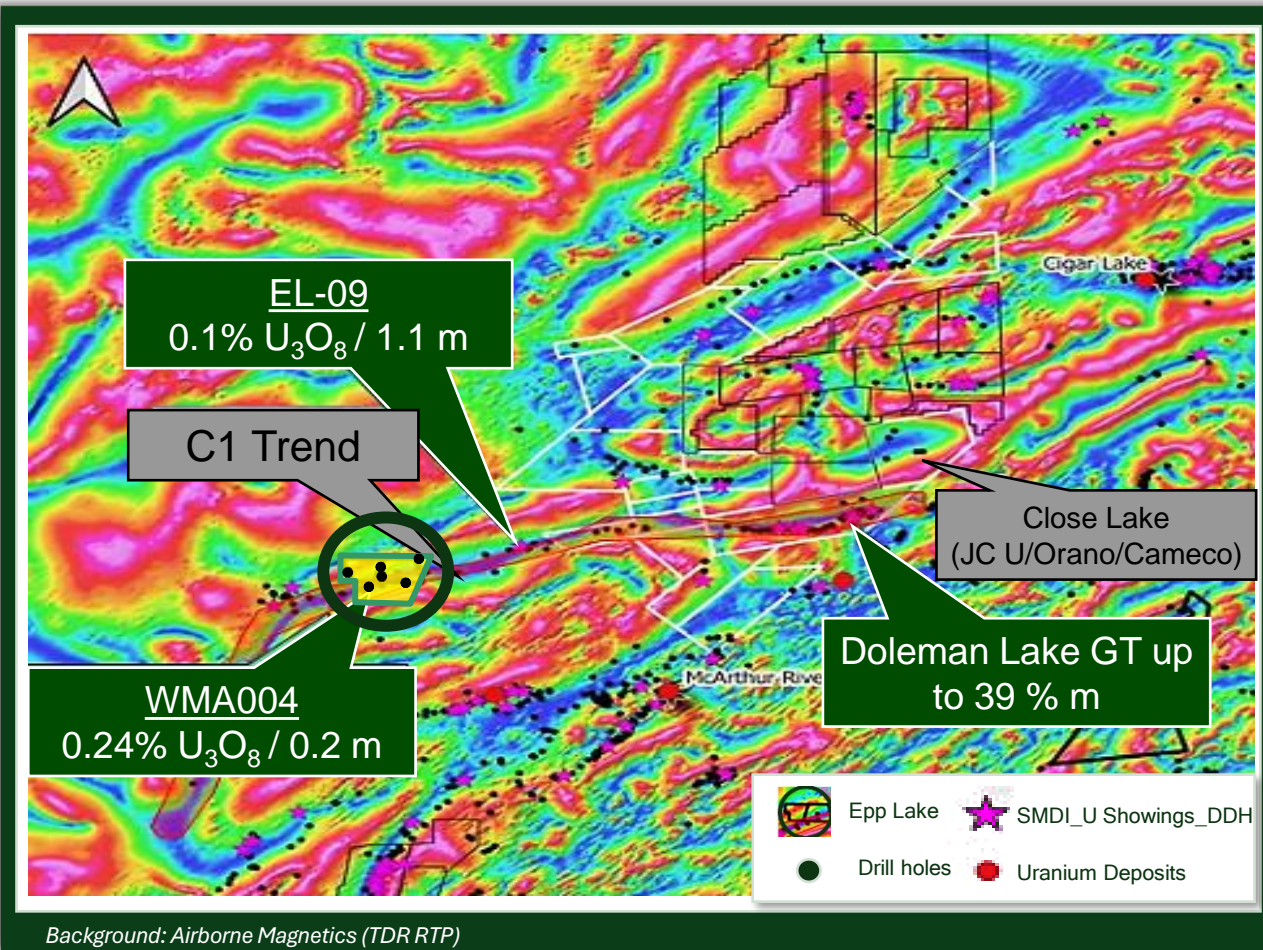 Cigar Lake
EL-09
0.1% U₃O₈ / 1.1 m
C1 Trend
Close Lake
(JC U/Orano/Cameco)
Doleman Lake GT up
to 39 % m
McArthur Rive
WMA004
0.24% U₃O₈ / 0.2 m
Epp Lake
SMDI_U Showings_DDH
Drill holes
Uranium Deposits
Background: Airborne Magnetics (TDR RTP)